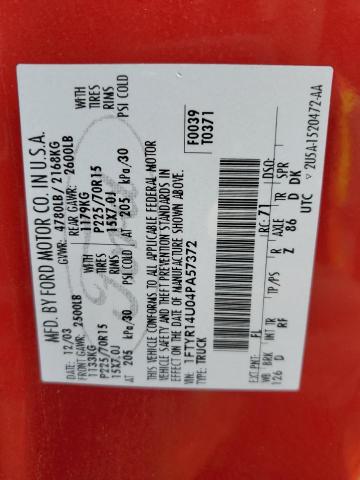 MFD. BY FORD MOTOR CO. IN U.S.A.
DATE: 12/03 GVWR: 4780LB / 2168KG
FRONT GAWR: 2500LB REAR GAWR: 2600LB
1133KG WITH 1179KG WITH
P225/70R15 TIRES P225/70R15 TIRES
15X7.0J RIMS 15X7.0J RIMS
AT 205 kPa/30 PSI COLD AT 205 kPa/30 PSI COLD
THIS VEHICLE CONFORMS TO ALL APPLICABLE FEDERAL MOTOR
VEHICLE SAFETY AND THEFT PREVENTION STANDARDS IN
EFFECT ON THE DATE OF MANUFACTURE SHOWN ABOVE.
VIN: 1FTYR14U04PA57372 F0039
TYPE: TRUCK T0371
EXT.PNT: FL RC: 71 DSO:
WB BRK INT TR TP/PS R AXLE TR SPR
126 D RF Z 86 D DK
UTC
▽ 2U5A-1520472-AA